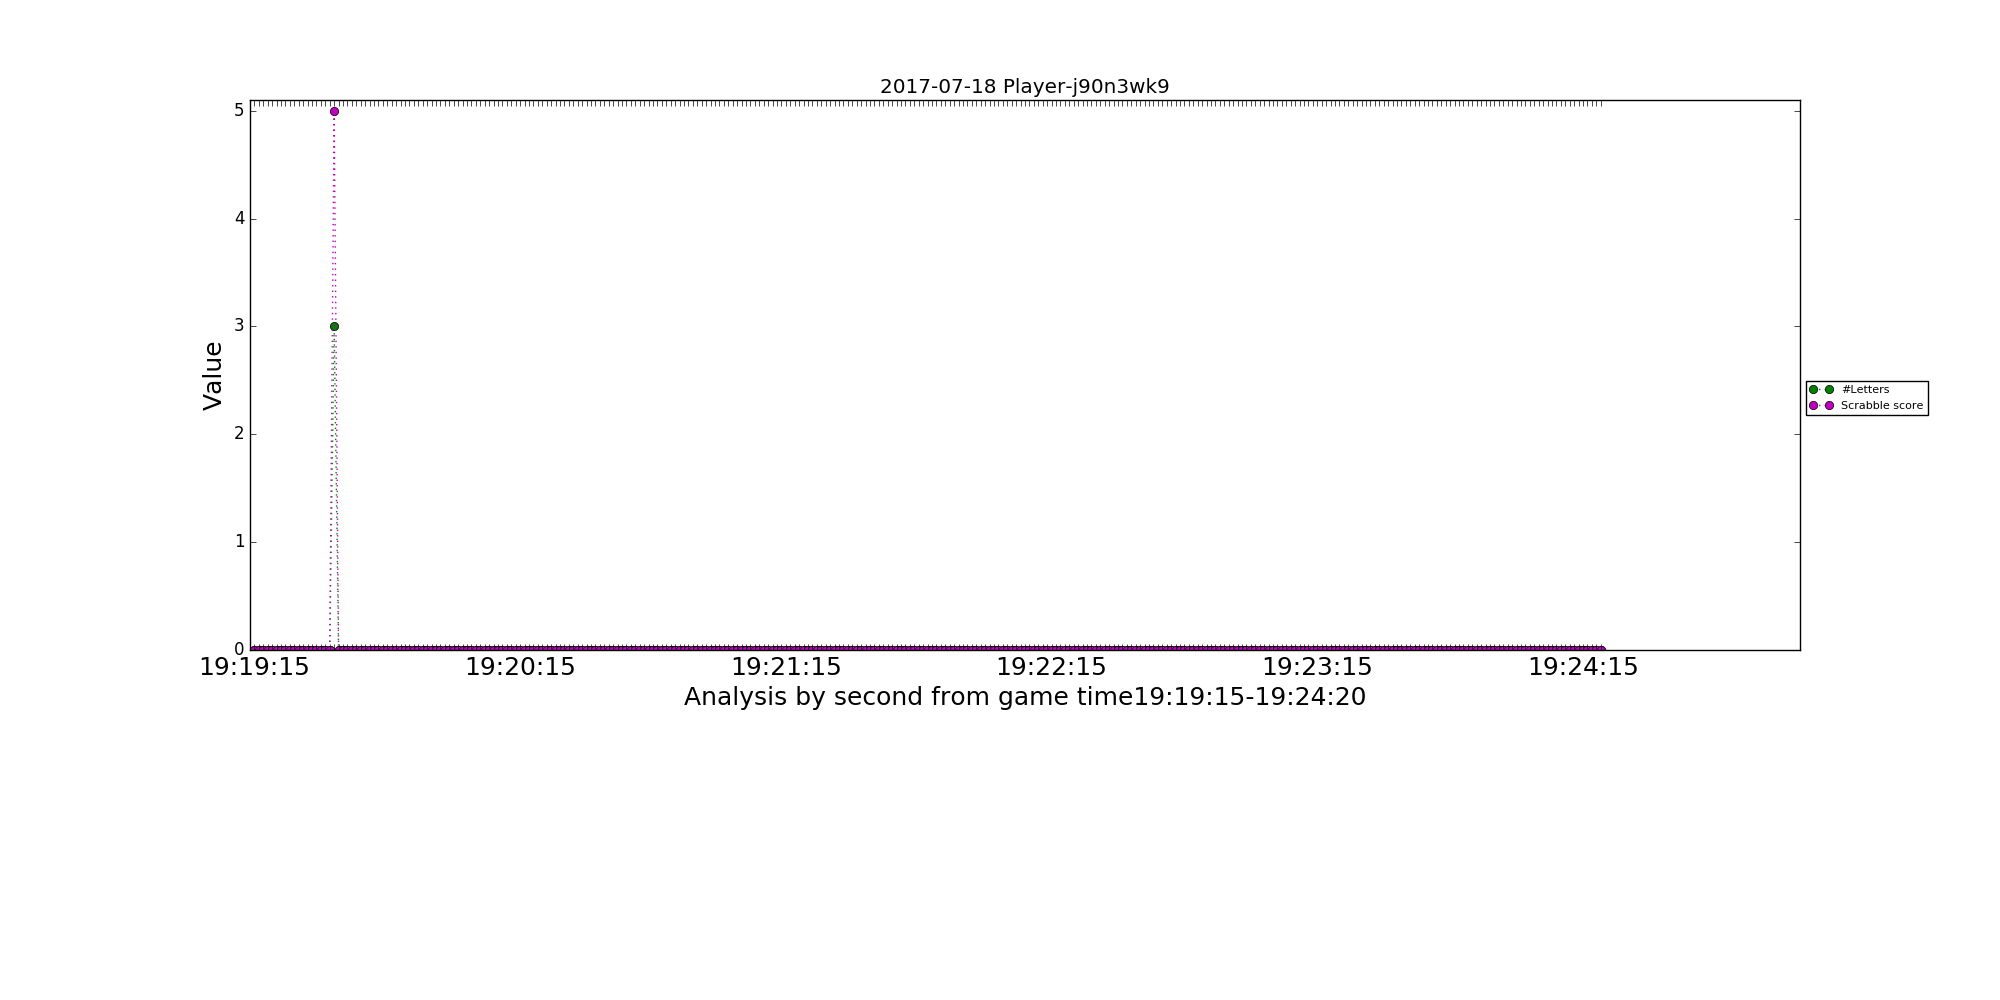 2017-07-18 Player-j90n3wk9
5
4
3
2
1
0
Value
19:19:15 19:20:15 19:21:15 19:22:15 19:23:15 19:24:15
Analysis by second from game time19:19:15-19:24:20
#Letters
Scrabble score